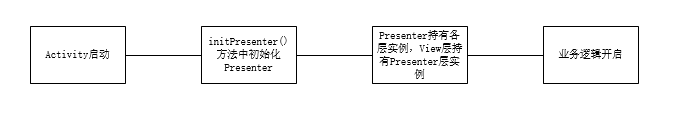 Activity启动
initPresenter()
方法中初始化
Presenter
Presenter持有各
层实例，View层持
有Presenter层实
例
业务逻辑开启